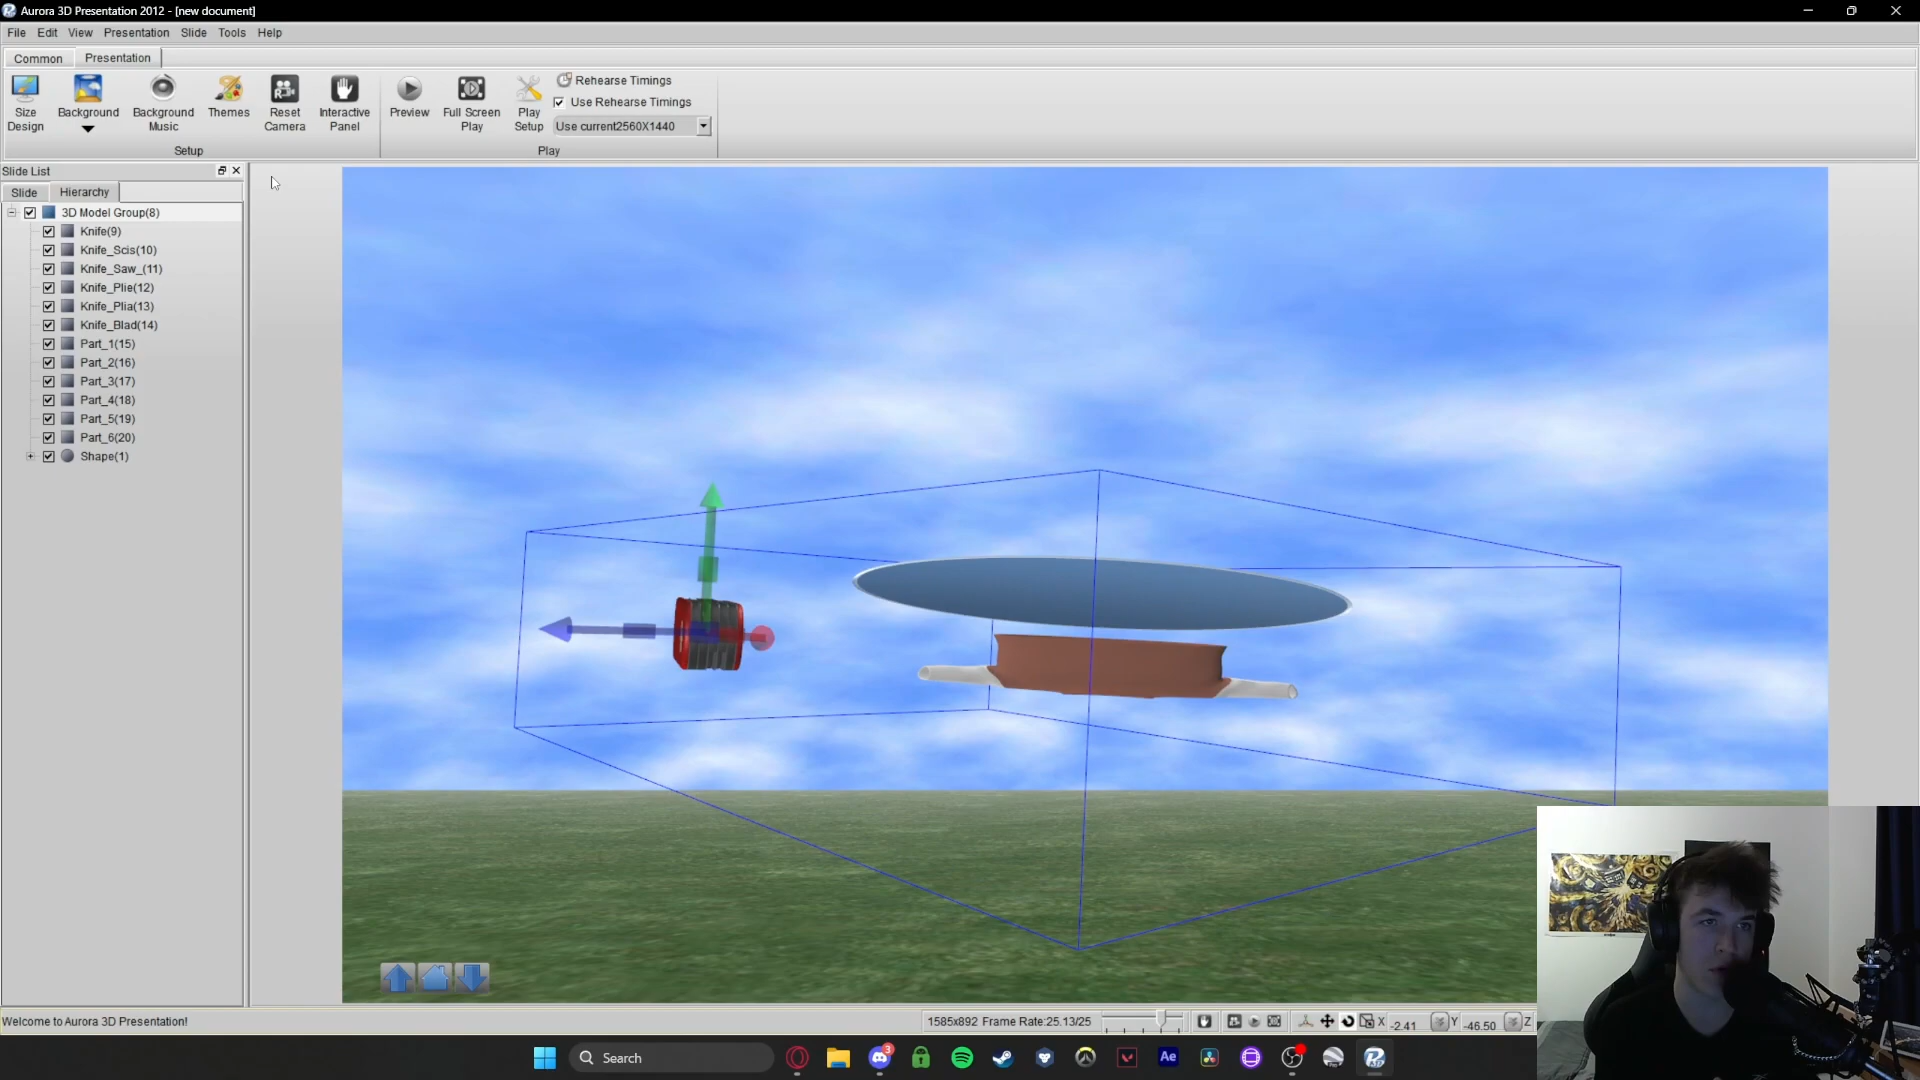 Aurora 3D Presentation 2012 - [new document]
File Edit View Presentation Slide Tools Help
Common Presentation
Size Design
Background
Background Music
Themes
Reset Camera
Interactive Panel
Setup
Preview
Full Screen Play
Play Setup
Rehearse Timings
Use Rehearse Timings
Use current2560X1440
Play
Slide List
Slide Hierarchy
3D Model Group(8)
Knife(9)
Knife_Scis(10)
Knife_Saw_(11)
Knife_Plie(12)
Knife_Plia(13)
Knife_Blad(14)
Part_1(15)
Part_2(16)
Part_3(17)
Part_4(18)
Part_5(19)
Part_6(20)
Shape(1)
Welcome to Aurora 3D Presentation!
1585x892 Frame Rate:25.13/25
X -2.41 Y -46.50 Z
Search
3
Ae